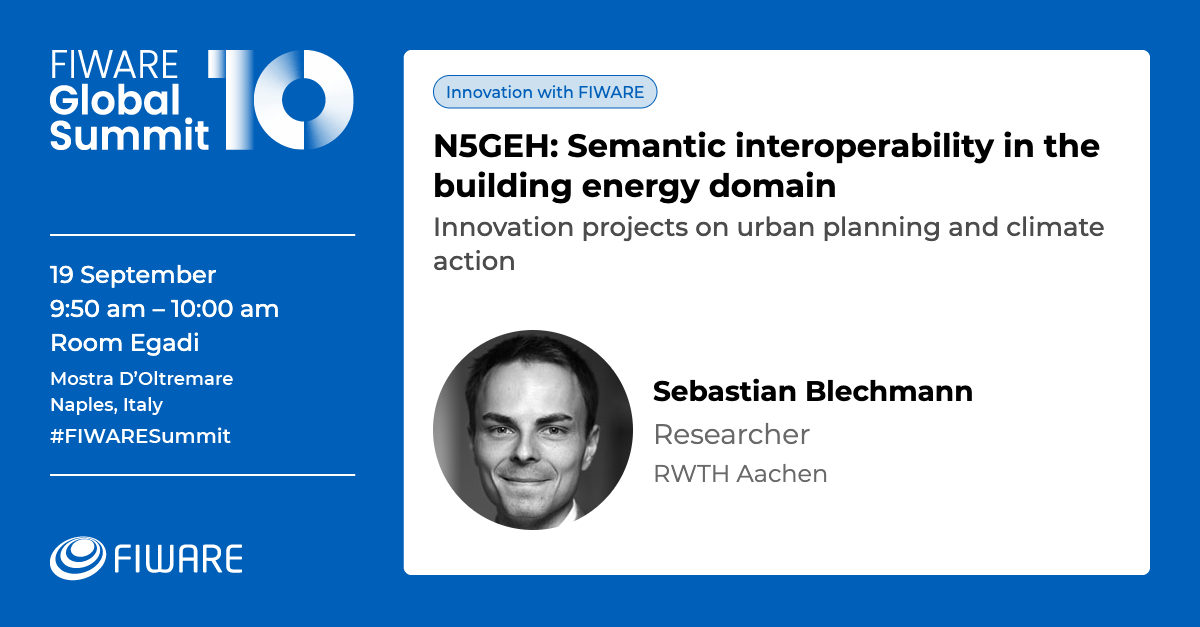 FIWARE
Global
Summit
10
19 September
9:50 am – 10:00 am
Room Egadi
Mostra D’Oltremare
Naples, Italy
#FIWARESummit
FIWARE
Innovation with FIWARE
N5GEH: Semantic interoperability in the
building energy domain
Innovation projects on urban planning and climate
action
Sebastian Blechmann
Researcher
RWTH Aachen